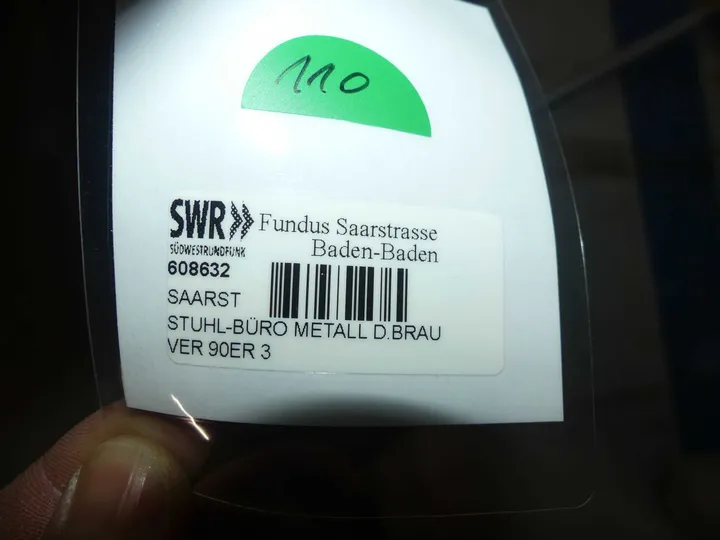 110
SWR Fundus Saarstrasse
SÜDWESTRUNDFUNK Baden-Baden
608632
SAARST
STUHL-BÜRO METALL D.BRAU
VER 90ER 3